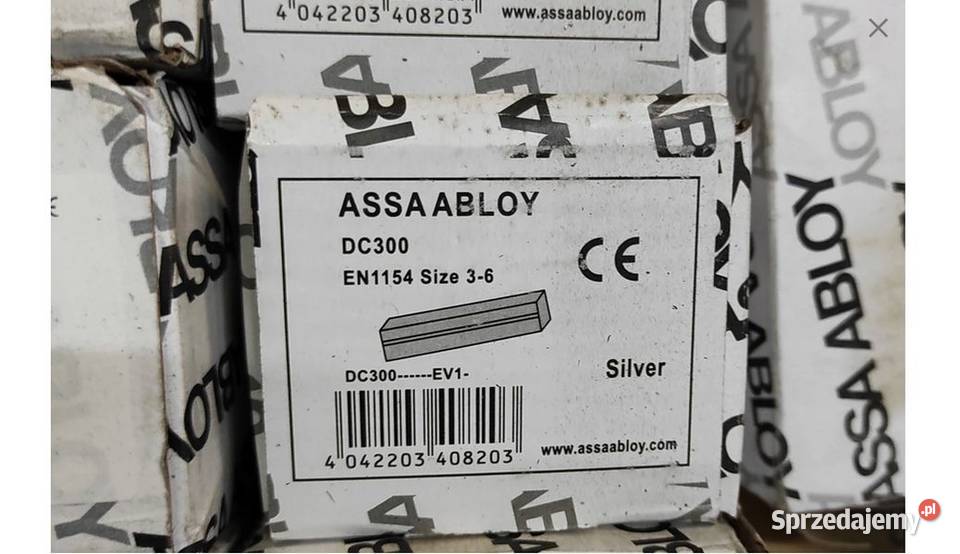 4 042203 408203
www.assaabloy.com
ASSA ABLOY
DC300
EN1154 Size 3-6
CE
DC300------EV1-
Silver
4 042203 408203
www.assaabloy.com
ASSA ABLOY
ABLOY
Sprzedajemy.pl